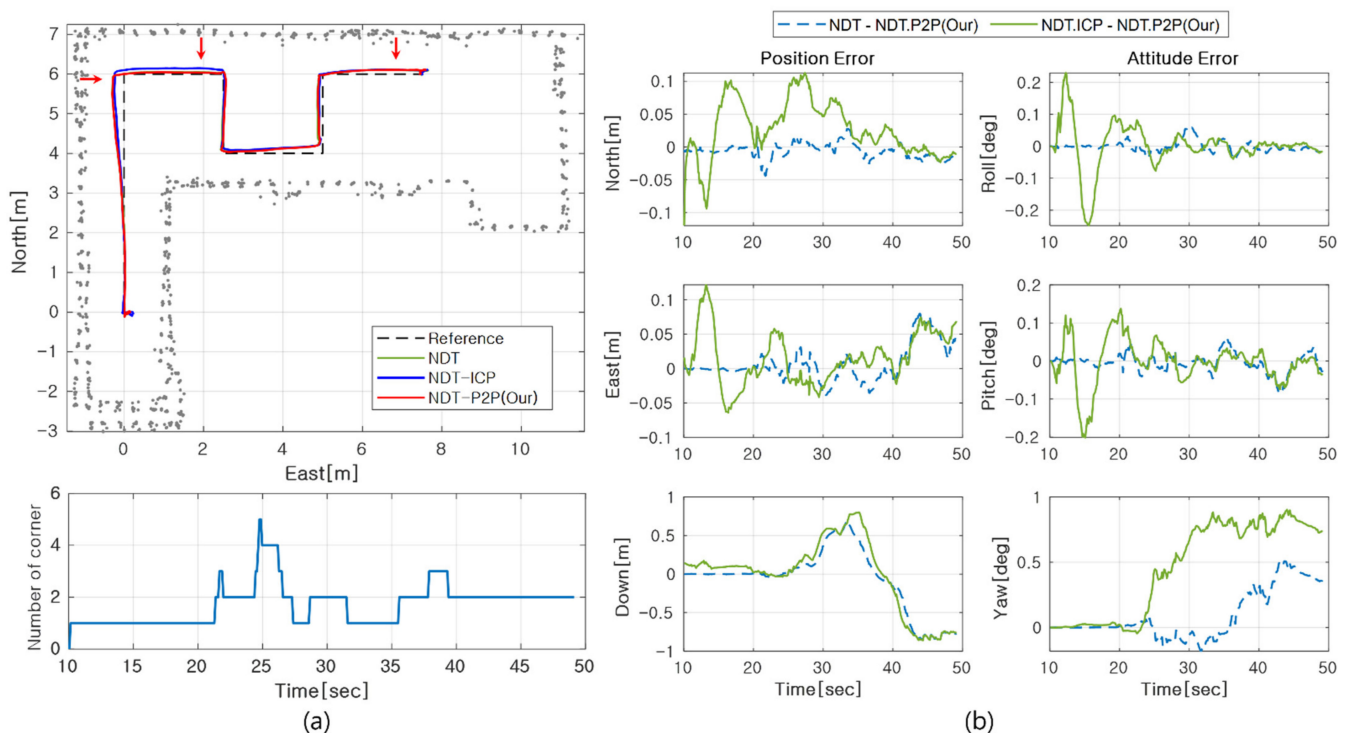 7
6
5
4
3
2
1
0
-1
-2
-3
North[m]
0 2 4 6 8 10
East[m]
Reference
NDT
NDT-ICP
NDT-P2P(Our)
6
4
2
0
Number of corner
10 15 20 25 30 35 40 45 50
Time[sec]
(a)
NDT - NDT.P2P(Our) NDT.ICP - NDT.P2P(Our)
Position Error Attitude Error
0.1
0.05
0
-0.05
-0.1
North[m]
10 20 30 40 50
0.2
0.1
0
-0.1
-0.2
Roll[deg]
10 20 30 40 50
0.1
0.05
0
-0.05
0.1
East[m]
10 20 30 40 50
0.2
0.1
0
-0.1
0.2
Pitch[deg]
10 20 30 40 50
1
0.5
0
-0.5
-1
Down[m]
10 20 30 40 50
Time[sec]
1
0.5
0
Yaw[deg]
10 20 30 40 50
Time[sec]
(b)